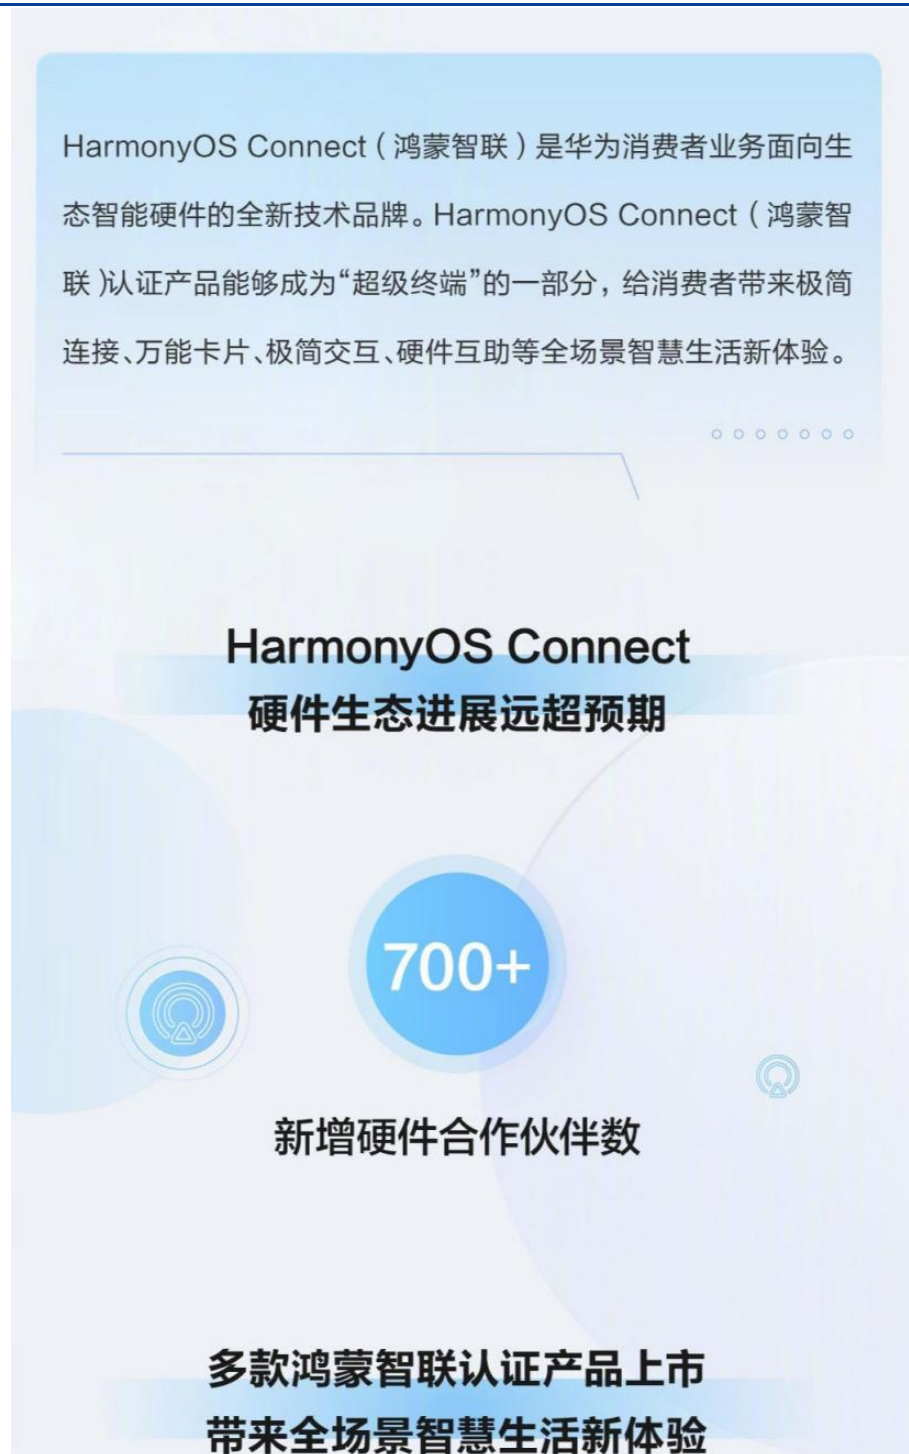 HarmonyOS Connect（鸿蒙智联）是华为消费者业务面向生
态智能硬件的全新技术品牌。HarmonyOS Connect（鸿蒙智
联）认证产品能够成为“超级终端”的一部分，给消费者带来极简
连接、万能卡片、极简交互、硬件互助等全场景智慧生活新体验。
HarmonyOS Connect
硬件生态进展远超预期
700+
新增硬件合作伙伴数
多款鸿蒙智联认证产品上市
带来全场景智慧生活新体验